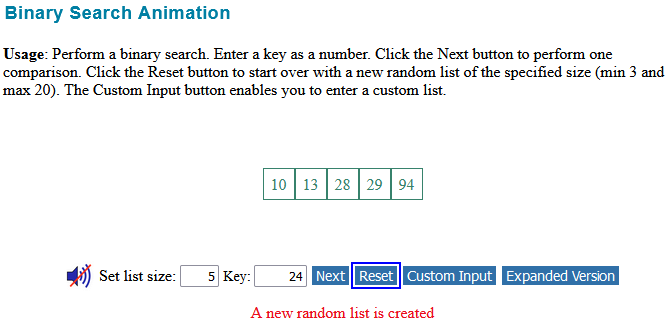 Binary Search Animation
Usage: Perform a binary search. Enter a key as a number. Click the Next button to perform one
comparison. Click the Reset button to start over with a new random list of the specified size (min 3 and
max 20). The Custom Input button enables you to enter a custom list.
10 13 28 29 94
Set list size: 5 Key: 24 Next Reset Custom Input Expanded Version
A new random list is created